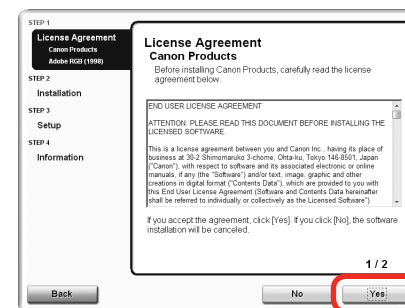 STEP 1
License Agreement
Canon Products
Adobe RGB (1998)
STEP 2
Installation
STEP 3
Setup
STEP 4
Information
License Agreement
Canon Products
Before installing Canon Products, carefully read the license
agreement below.
END USER LICENSE AGREEMENT
ATTENTION: PLEASE READ THIS DOCUMENT BEFORE INSTALLING THE
LICENSED SOFTWARE.
This is a license agreement between you and Canon Inc., having its place of
business at 30-2 Shimomaruko 3-chome, Ohta-ku, Tokyo 146-8501, Japan
("Canon"), with respect to software and its associated electronic or online
manuals, if any (the "Software") and/or text, image, graphic and other
creations in digital format ("Contents Data"), which are provided to you with
this End User License Agreement (Software and Contents Data hereinafter
shall be referred to individually or collectively as the Licensed Software").
If you accept the agreement, click [Yes]. If you click [No], the software
installation will be canceled.
1 / 2
Back
No
Yes